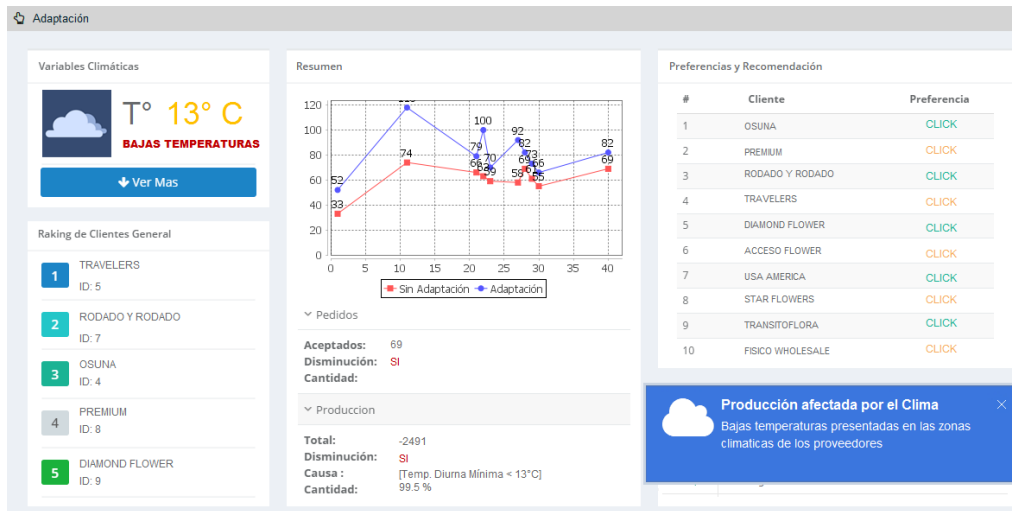 Adaptación
Variables Climáticas
T° 13° C
BAJAS TEMPERATURAS
Ver Mas
Raking de Clientes General
1
TRAVELERS
ID: 5
2
RODADO Y RODADO
ID: 7
3
OSUNA
ID: 4
4
PREMIUM
ID: 8
5
DIAMOND FLOWER
ID: 9
Resumen
120
100
80
60
40
20
0
0 5 10 15 20 25 30 35 40
52
79
100
70
92
82
73
66
82
33
74
66
63
59
58
69
61
55
69
Sin Adaptación Adaptación
Pedidos
Aceptados: 69
Disminución: SI
Cantidad:
Produccion
Total: -2491
Disminución: SI
Causa : [Temp. Diurna Mínima < 13°C]
Cantidad: 99.5 %
Preferencias y Recomendación
# Cliente Preferencia
1 OSUNA CLICK
2 PREMIUM CLICK
3 RODADO Y RODADO CLICK
4 TRAVELERS CLICK
5 DIAMOND FLOWER CLICK
6 ACCESO FLOWER CLICK
7 USA AMERICA CLICK
8 STAR FLOWERS CLICK
9 TRANSITOFLORA CLICK
10 FISICO WHOLESALE CLICK
Producción afectada por el Clima
Bajas temperaturas presentadas en las zonas
climaticas de los proveedores